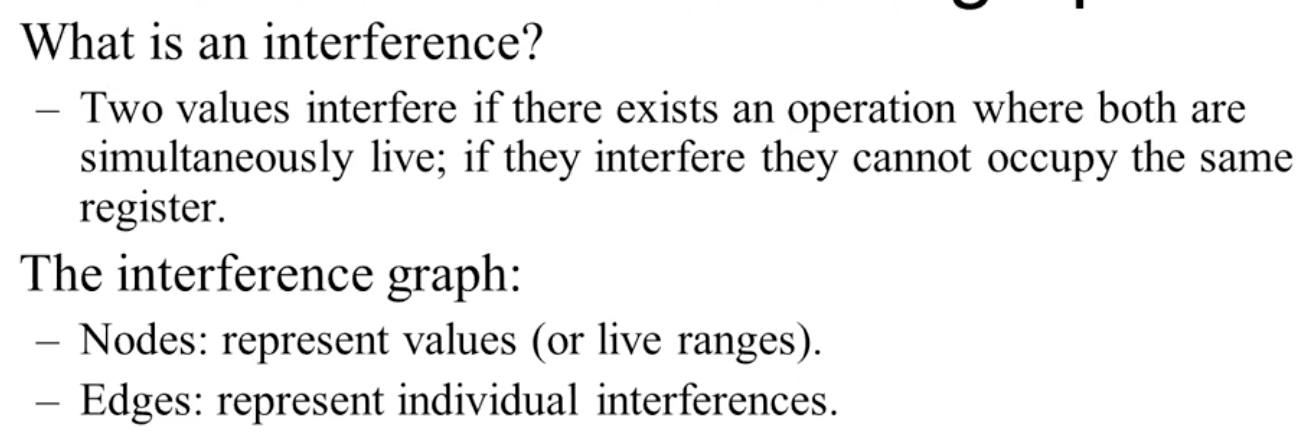 What is an interference?
– Two values interfere if there exists an operation where both are
simultaneously live; if they interfere they cannot occupy the same
register.
The interference graph:
– Nodes: represent values (or live ranges).
– Edges: represent individual interferences.